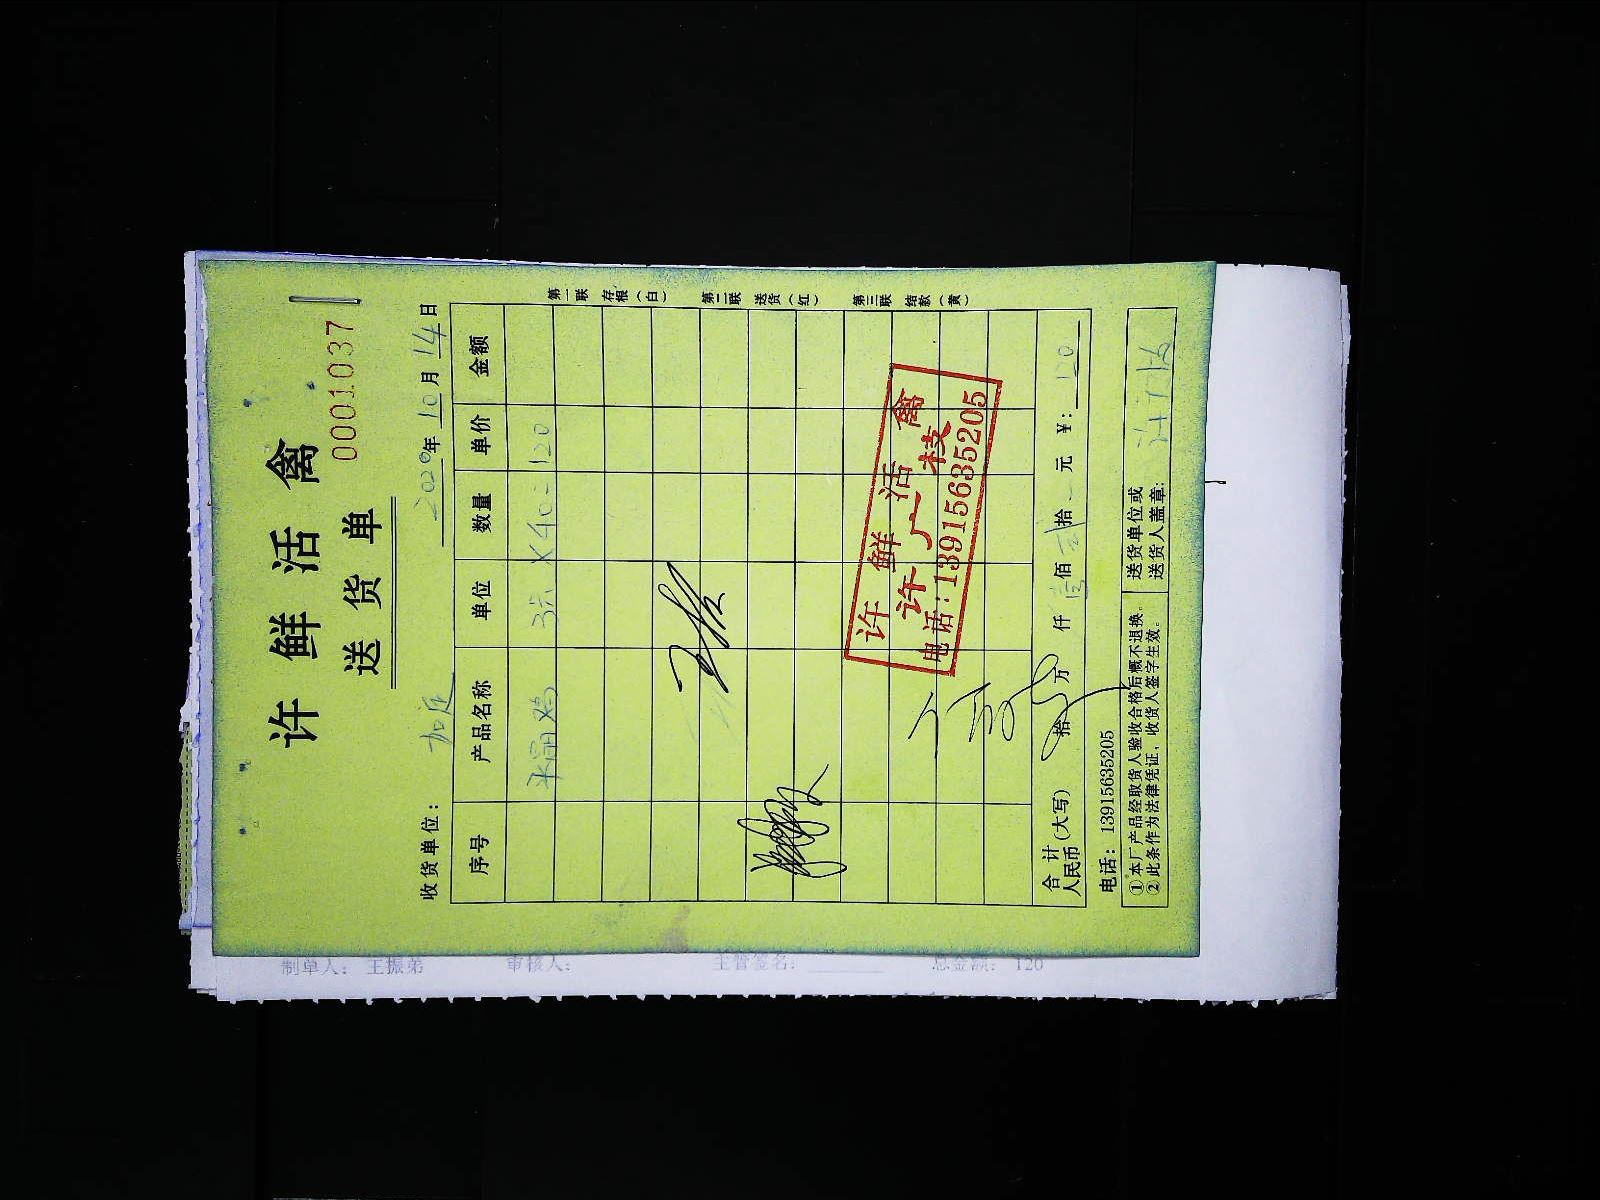 许鲜活禽
送货单
0001037
收货单位：
2020年10月14日
序号 产品名称 单位 数量 单价 金额
3只 ×40= 120
第一联 存根（白）
第二联 送货（红）
第三联 结款（黄）
许鲜活禽
许广枝
电话:13915635205
合计 人民币（大写） 拾 万 仟 壹佰 贰拾 元 ¥: 120
电话：13915635205
①本厂产品经取货人验收合格后概不退换。
②此条作为法律凭证，收货人签字生效。
送货单位或
送货人盖章:
制单人： 王振弟 审核人： 主管签名： 总金额： 120